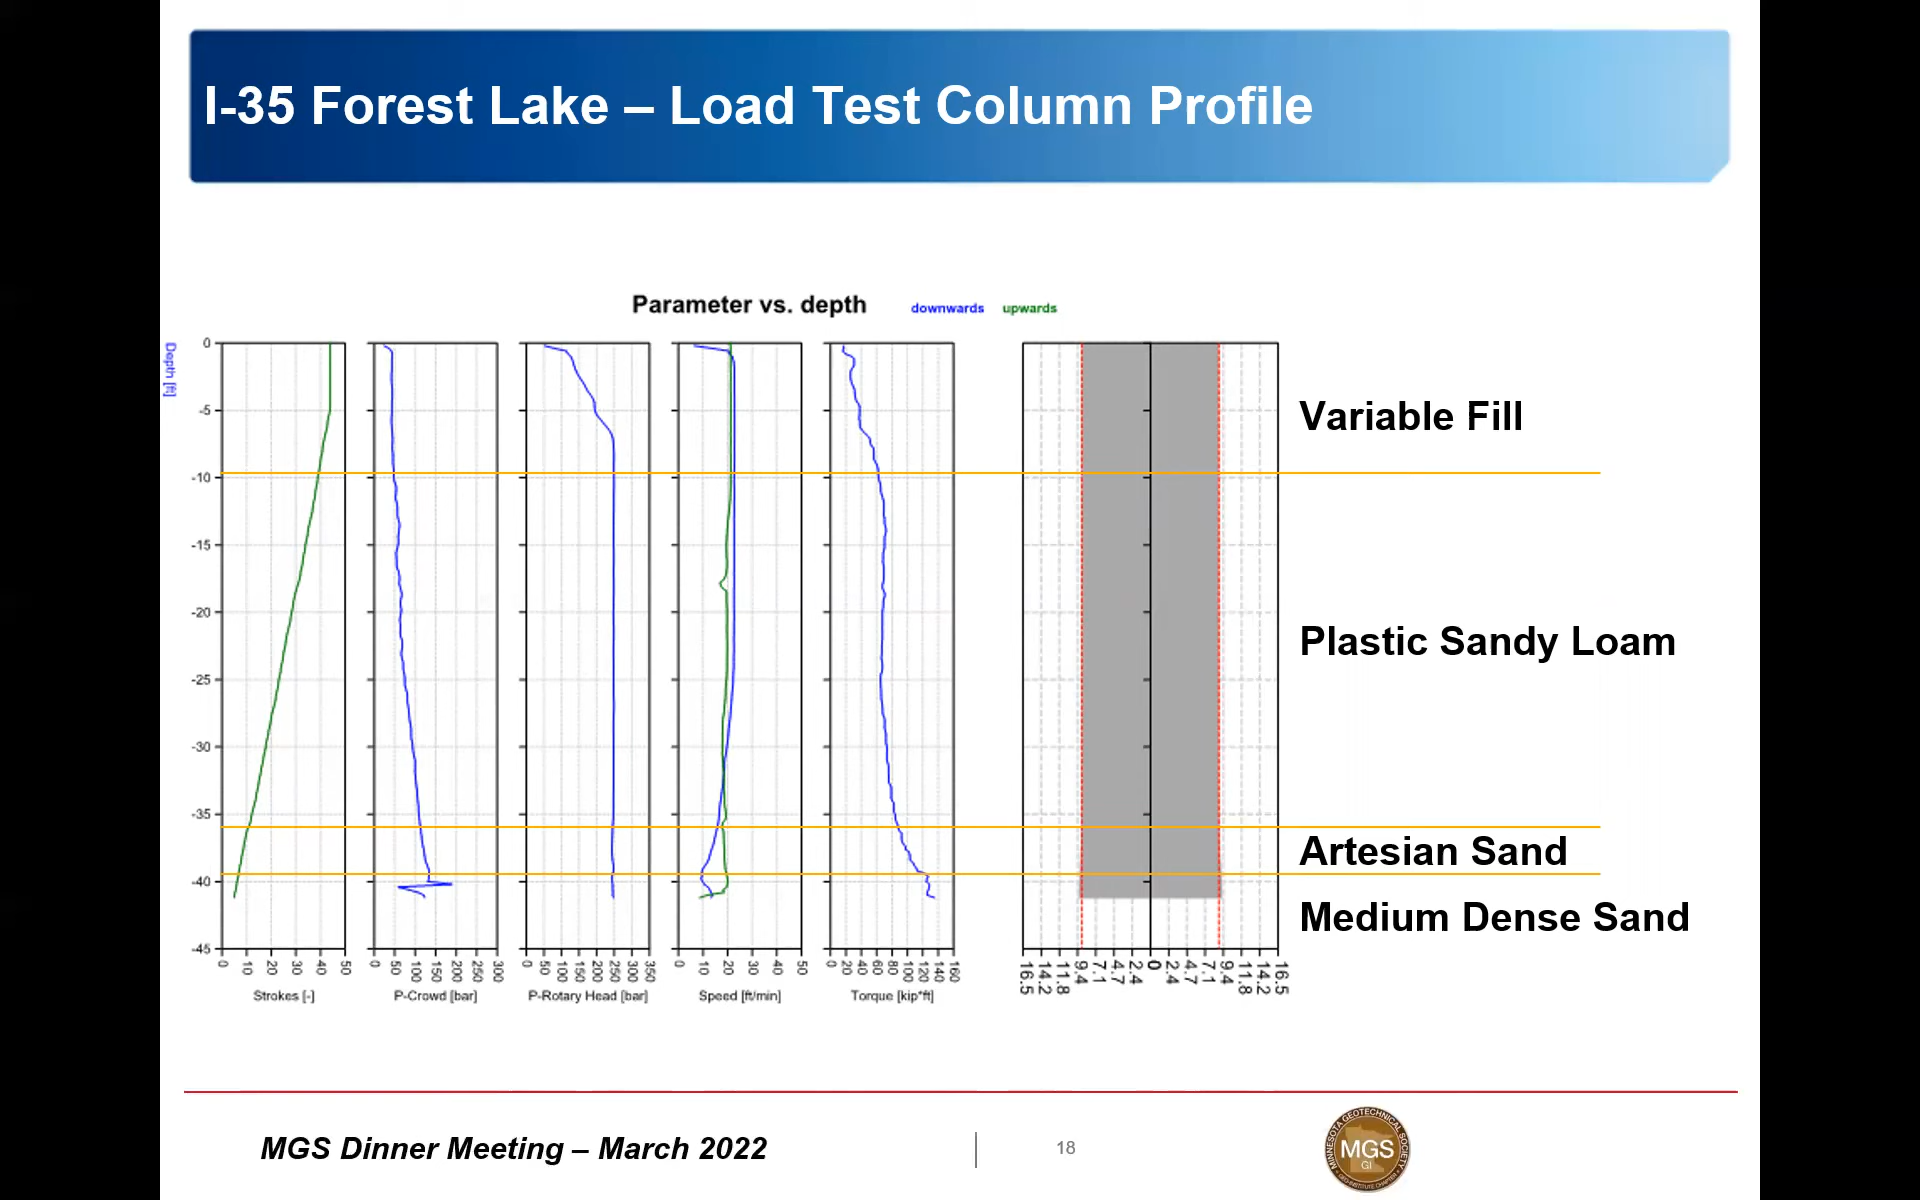 I-35 Forest Lake – Load Test Column Profile
Parameter vs. depth downwards upwards
Depth [ft]
0
-5
-10
-15
-20
-25
-30
-35
-40
-45
0 10 20 30 40 50
Strokes [-]
0 50 100 150 200 250 300
P-Crowd [bar]
0 50 100 150 200 250 300 350
P-Rotary Head [bar]
0 10 20 30 40 50
Speed [ft/min]
0 20 40 60 80 100 120 140 160
Torque [kip*ft]
16.5 14.2 11.8 9.4 7.1 4.7 2.4 0 2.4 4.7 7.1 9.4 11.8 14.2 16.5
Variable Fill
Plastic Sandy Loam
Artesian Sand
Medium Dense Sand
MGS Dinner Meeting – March 2022
18
MINNESOTA GEOTECHNICAL SOCIETY
MGS
GI